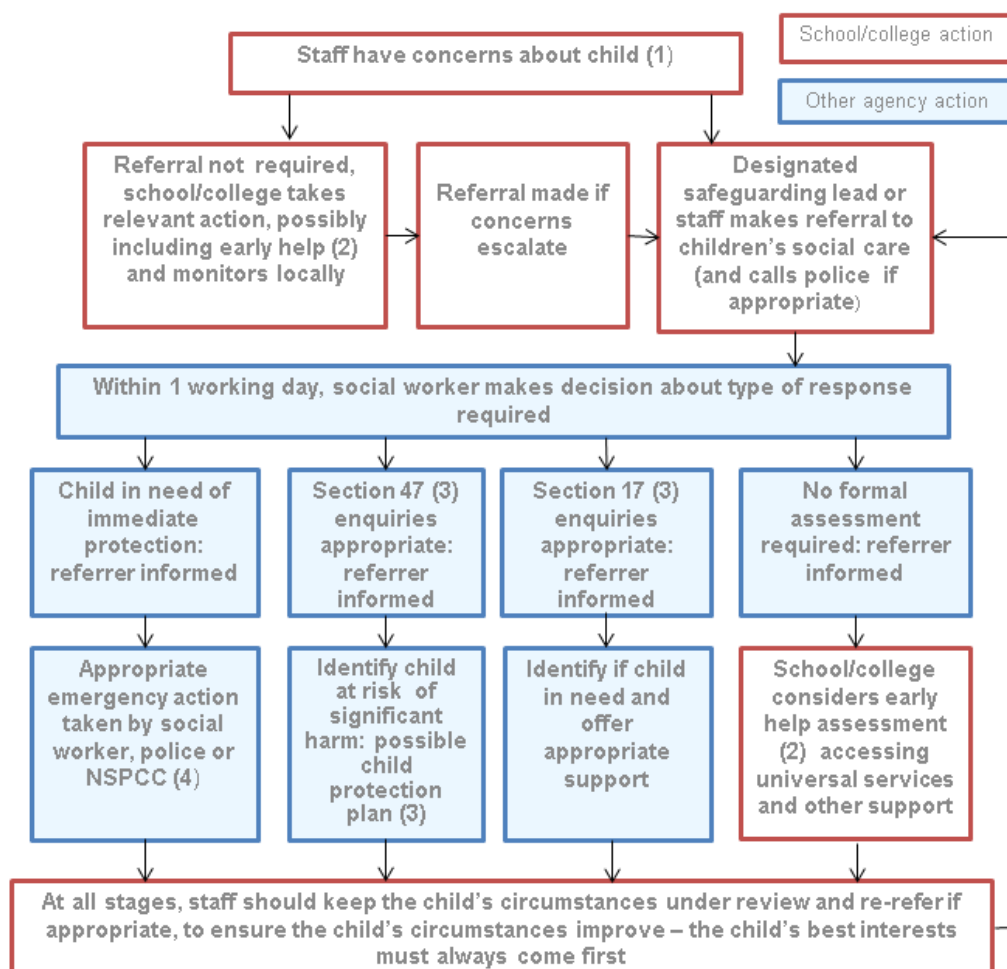 School/college action
Staff have concerns about child (1)
Other agency action
Referral not required,
school/college takes
relevant action, possibly
including early help (2)
and monitors locally
Referral made if
concerns
escalate
Designated
safeguarding lead or
staff makes referral to
children’s social care
(and calls police if
appropriate)
Within 1 working day, social worker makes decision about type of response
required
Child in need of
immediate
protection:
referrer informed
Section 47 (3)
enquiries
appropriate:
referrer
informed
Section 17 (3)
enquiries
appropriate:
referrer
informed
No formal
assessment
required: referrer
informed
Appropriate
emergency action
taken by social
worker, police or
NSPCC (4)
Identify child
at risk of
significant
harm: possible
child
protection
plan (3)
Identify if child
in need and
offer
appropriate
support
School/college
considers early
help assessment
(2) accessing
universal services
and other support
At all stages, staff should keep the child’s circumstances under review and re-refer if
appropriate, to ensure the child’s circumstances improve – the child’s best interests
must always come first